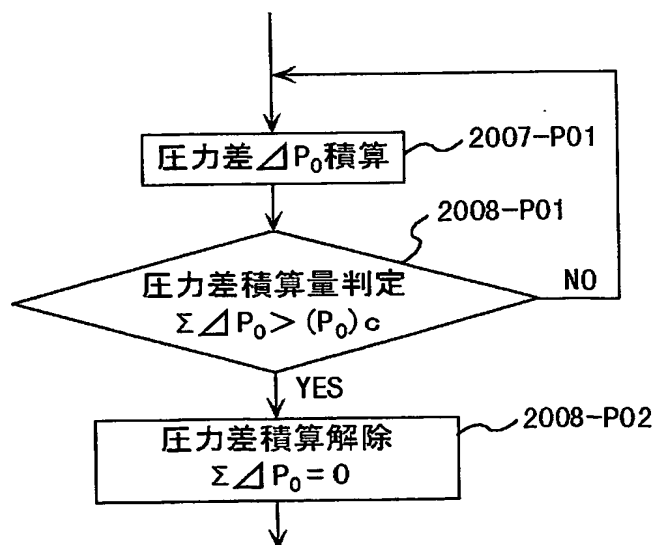 圧力差⊿P₀積算
2007-P01
2008-P01
圧力差積算量判定
Σ⊿P₀>(P₀)c
NO
YES
圧力差積算解除
Σ⊿P₀=0
2008-P02